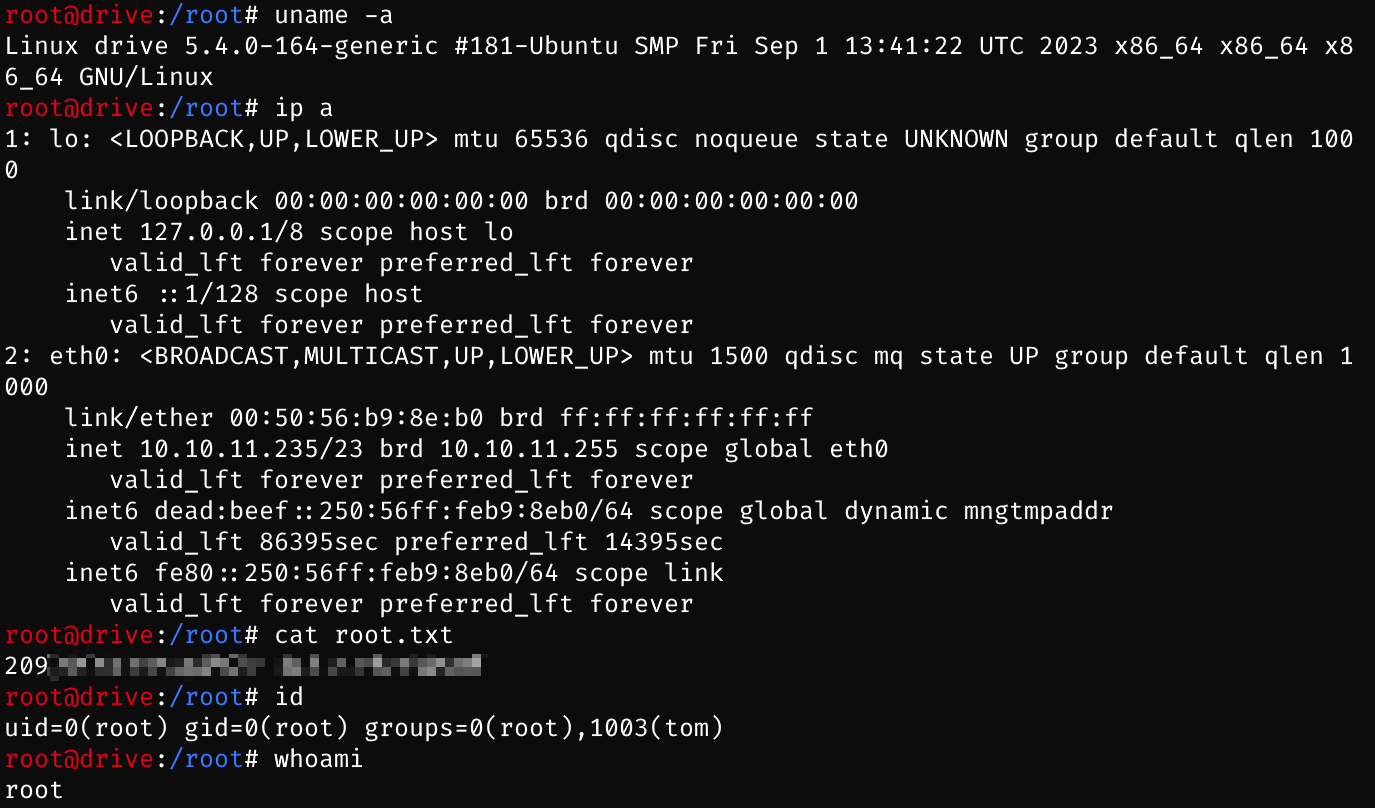 root@drive:/root# uname -a
Linux drive 5.4.0-164-generic #181-Ubuntu SMP Fri Sep 1 13:41:22 UTC 2023 x86_64 x86_64 x8
6_64 GNU/Linux
root@drive:/root# ip a
1: lo: <LOOPBACK,UP,LOWER_UP> mtu 65536 qdisc noqueue state UNKNOWN group default qlen 100
0
    link/loopback 00:00:00:00:00:00 brd 00:00:00:00:00:00
    inet 127.0.0.1/8 scope host lo
       valid_lft forever preferred_lft forever
    inet6 ::1/128 scope host
       valid_lft forever preferred_lft forever
2: eth0: <BROADCAST,MULTICAST,UP,LOWER_UP> mtu 1500 qdisc mq state UP group default qlen 1
000
    link/ether 00:50:56:b9:8e:b0 brd ff:ff:ff:ff:ff:ff
    inet 10.10.11.235/23 brd 10.10.11.255 scope global eth0
       valid_lft forever preferred_lft forever
    inet6 dead:beef::250:56ff:feb9:8eb0/64 scope global dynamic mngtmpaddr
       valid_lft 86395sec preferred_lft 14395sec
    inet6 fe80::250:56ff:feb9:8eb0/64 scope link
       valid_lft forever preferred_lft forever
root@drive:/root# cat root.txt
209
root@drive:/root# id
uid=0(root) gid=0(root) groups=0(root),1003(tom)
root@drive:/root# whoami
root